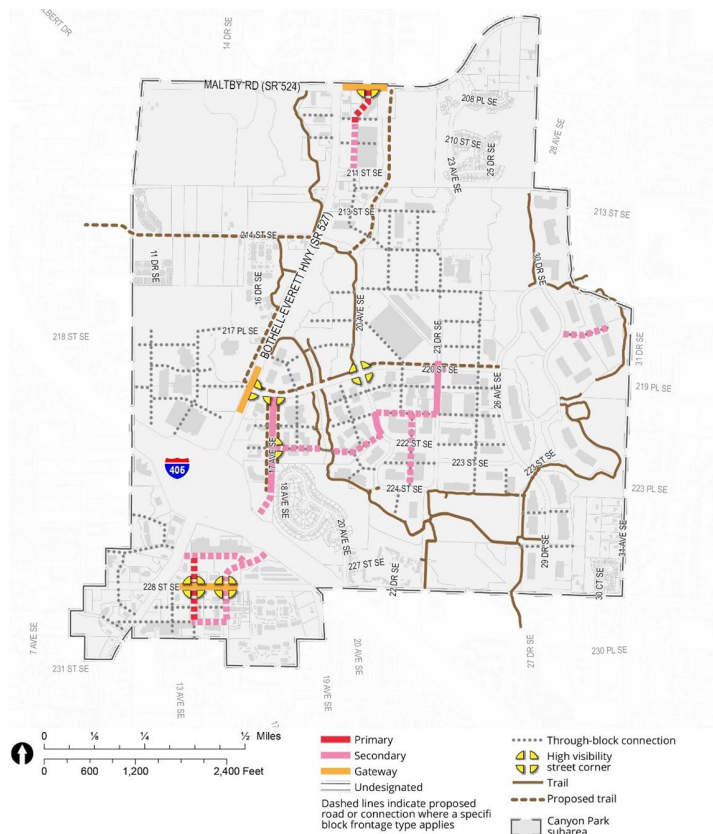 14 DR SE
MALTBY RD (SR 524)
208 PL SE
210 ST SE
23 AVE SE
25 DR SE
28 AVE SE
211 ST SE
213 ST SE
213 ST SE
214 ST SE
BOTHELL-EVERETT HWY (SR 527)
11 DR SE
16 DR SE
30 DR SE
20 AVE SE
23 DR SE
217 PL SE
218 ST SE
31 DR SE
220 ST SE
219 PL SE
26 AVE SE
17 AVE SE
222 ST SE
223 ST SE
223 ST SE
405
18 AVE SE
224 ST SE
223 PL SE
20 AVE SE
31 AVE SE
227 ST SE
22 DR SE
29 DR SE
30 CT SE
228 ST SE
7 AVE SE
20 AVE SE
27 DR SE
230 PL SE
231 ST SE
13 AVE SE
19 AVE SE
0 ⅛ ¼ ½ Miles
0 600 1,200 2,400 Feet
Primary
Secondary
Gateway
Undesignated
Dashed lines indicate proposed
road or connection where a specifi
block frontage type applies
Through-block connection
High visibility
street corner
Trail
Proposed trail
Canyon Park
subarea